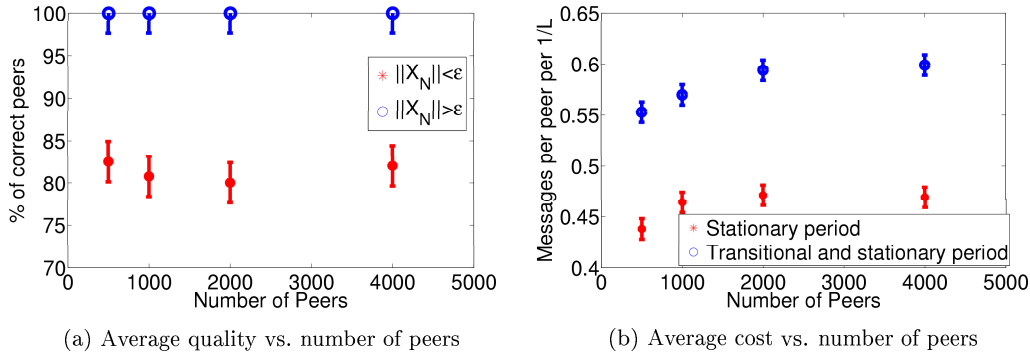 100
95
90
85
80
75
70
% of correct peers
* ||X_N||<ε
○ ||X_N||>ε
0 1000 2000 3000 4000 5000
Number of Peers
(a) Average quality vs. number of peers
0.65
0.6
0.55
0.5
0.45
0.4
Messages per peer per 1/L
* Stationary period
○ Transitional and stationary period
0 1000 2000 3000 4000 5000
Number of Peers
(b) Average cost vs. number of peers